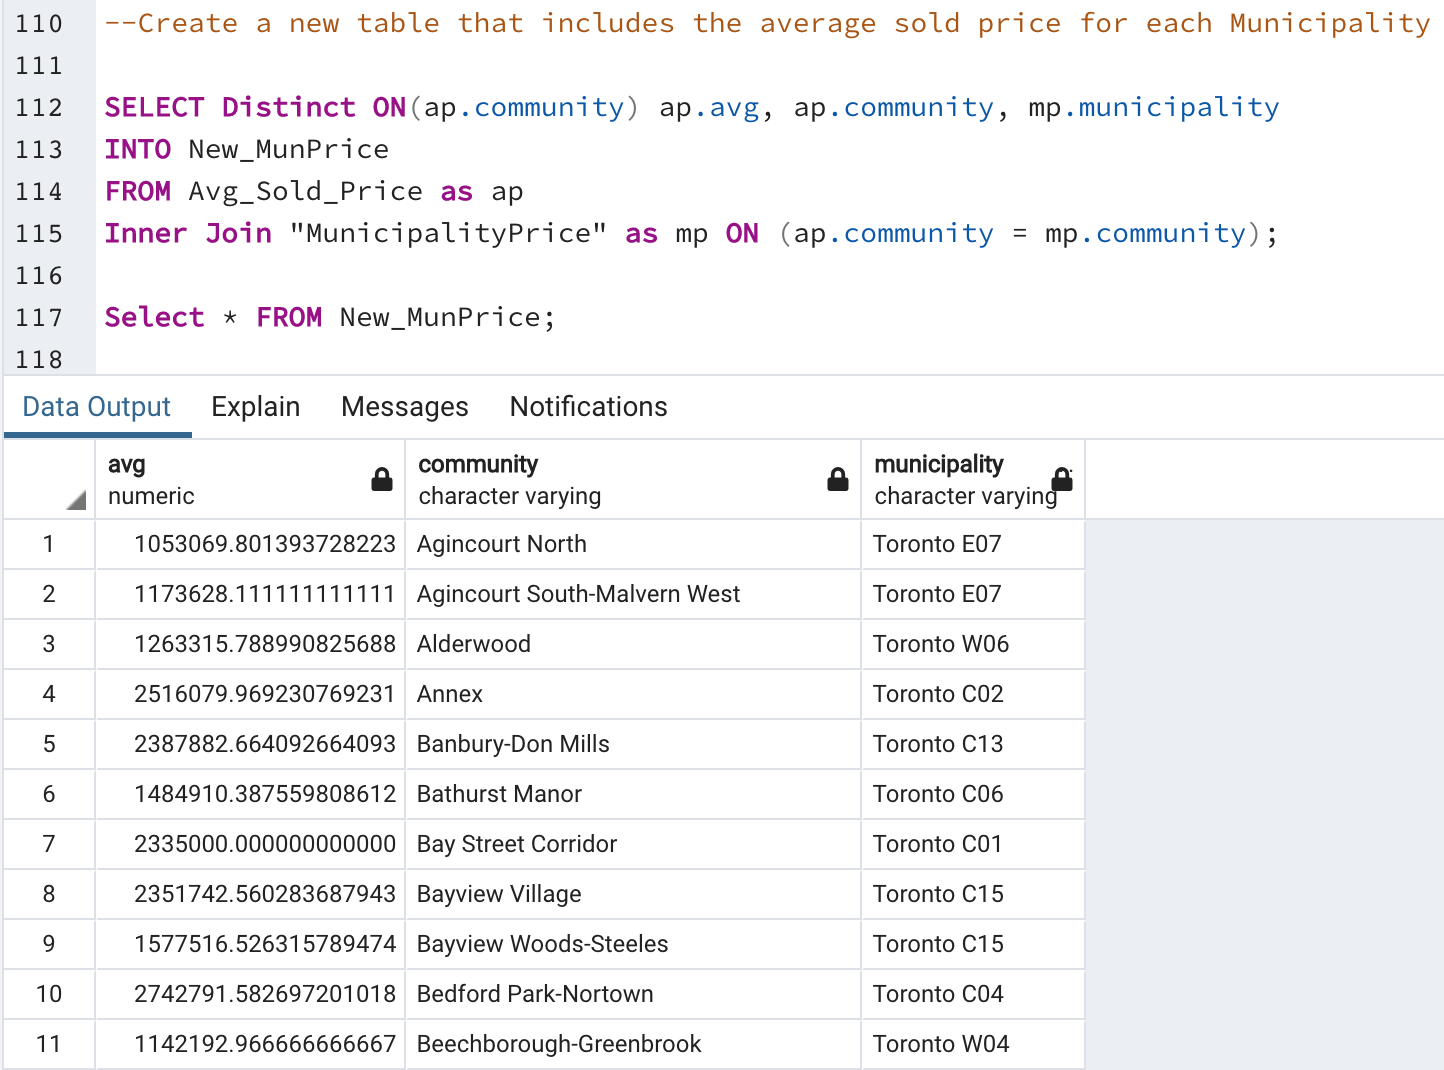 110 --Create a new table that includes the average sold price for each Municipality
111
112 SELECT Distinct ON(ap.community) ap.avg, ap.community, mp.municipality
113 INTO New_MunPrice
114 FROM Avg_Sold_Price as ap
115 Inner Join "MunicipalityPrice" as mp ON (ap.community = mp.community);
116
117 Select * FROM New_MunPrice;
118
Data Output Explain Messages Notifications
avg community municipality
numeric character varying character varying
1 1053069.801393728223 Agincourt North Toronto E07
2 1173628.111111111111 Agincourt South-Malvern West Toronto E07
3 1263315.788990825688 Alderwood Toronto W06
4 2516079.969230769231 Annex Toronto C02
5 2387882.664092664093 Banbury-Don Mills Toronto C13
6 1484910.387559808612 Bathurst Manor Toronto C06
7 2335000.000000000000 Bay Street Corridor Toronto C01
8 2351742.560283687943 Bayview Village Toronto C15
9 1577516.526315789474 Bayview Woods-Steeles Toronto C15
10 2742791.582697201018 Bedford Park-Nortown Toronto C04
11 1142192.966666666667 Beechborough-Greenbrook Toronto W04